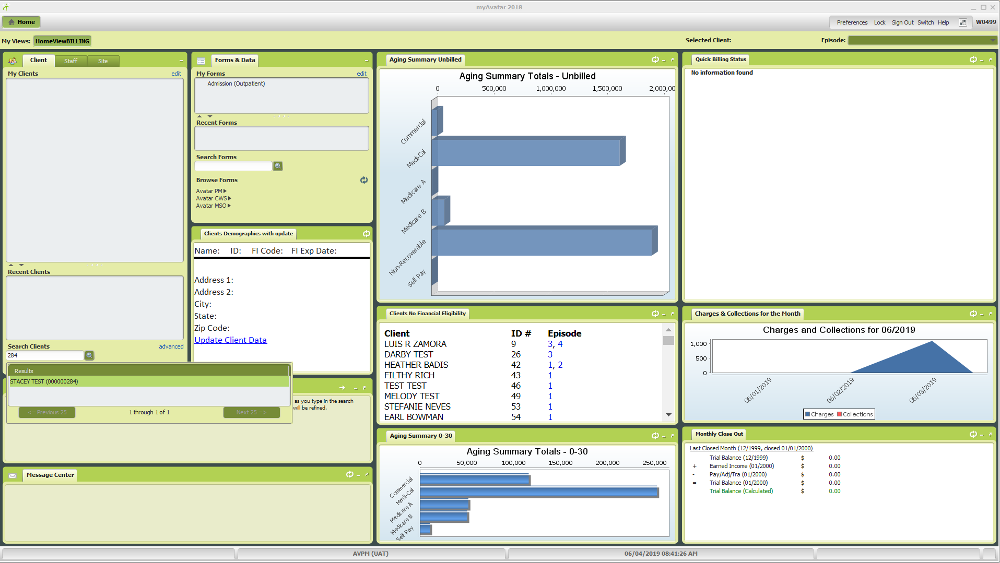 myAvatar 2018
Home
Preferences Lock Sign Out Switch Help W0499
My Views: HomeViewBILLING
Selected Client: Episode:
Client Staff Site
My Clients edit
Recent Clients
Search Clients advanced
284
Results
STACEY TEST (000000284)
<= Previous 25 1 through 1 of 1 Next 25 =>
as you type in the search
will be refined.
Message Center
Forms & Data
My Forms edit
Admission (Outpatient)
Recent Forms
Search Forms
Browse Forms
Avatar PM
Avatar CWS
Avatar MSO
Clients Demographics with update
Name: ID: FI Code: FI Exp Date:
Address 1:
Address 2:
City:
State:
Zip Code:
Update Client Data
Aging Summary Unbilled
Aging Summary Totals - Unbilled
0 500,000 1,000,000 1,500,000 2,000,000
Commercial
Medi-Cal
Medicare A
Medicare B
Non-Recoverable
Self Pay
Clients No Financial Eligibility
Client ID # Episode
LUIS R ZAMORA 9 3, 4
DARBY TEST 26 3
HEATHER BADIS 42 1, 2
FILTHY RICH 43 1
TEST TEST 46 1
MELODY TEST 49 1
STEFANIE NEVES 53 1
EARL BOWMAN 54 1
Aging Summary 0-30
Aging Summary Totals - 0-30
0 50,000 100,000 150,000 200,000 250,000
Commercial
Medi-Cal
Medicare A
Medicare B
Self Pay
Quick Billing Status
No information found
Charges & Collections for the Month
Charges and Collections for 06/2019
1,000
500
0
06/01/2019 06/02/2019 06/03/2019
Charges Collections
Monthly Close Out
Last Closed Month (12/1999, closed 01/01/2000)
Trial Balance (12/1999) $ 0.00
+ Earned Income (01/2000) $ 0.00
- Pay/Adj/Tra (01/2000) $ 0.00
= Trial Balance (01/2000) $ 0.00
Trial Balance (Calculated) $ 0.00
AVPM (UAT)
06/04/2019 08:41:26 AM